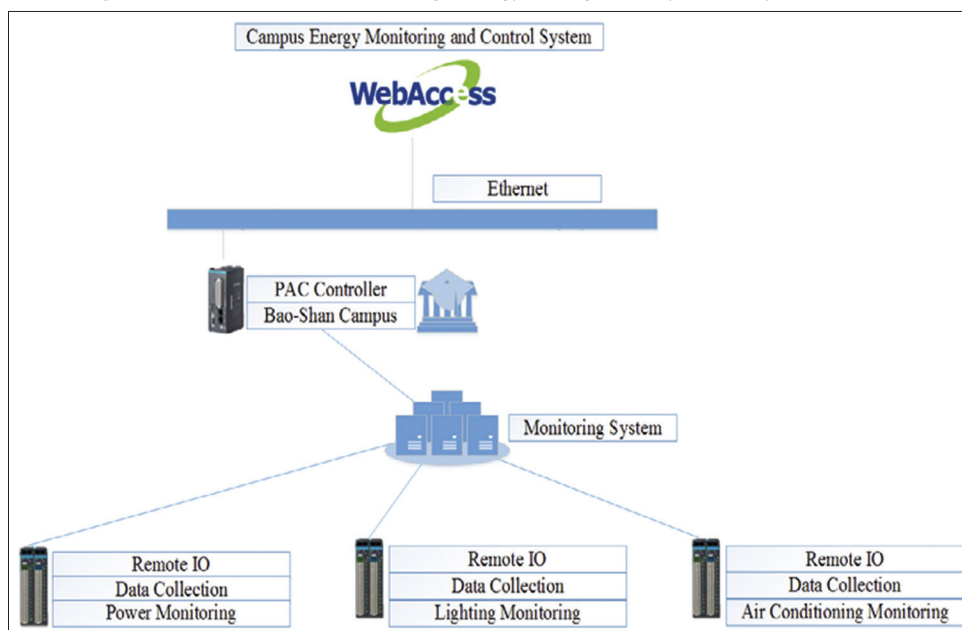 Campus Energy Monitoring and Control System
WebAccess
Ethernet
PAC Controller
Bao-Shan Campus
Monitoring System
Remote IO
Data Collection
Power Monitoring
Remote IO
Data Collection
Lighting Monitoring
Remote IO
Data Collection
Air Conditioning Monitoring